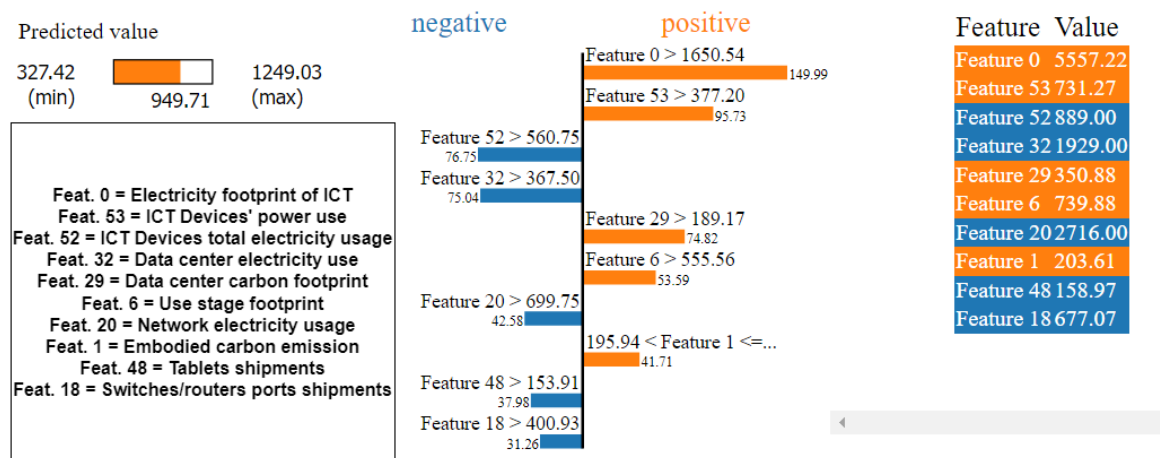 Predicted value
327.42
(min)
949.71
1249.03
(max)
Feat. 0 = Electricity footprint of ICT
Feat. 53 = ICT Devices' power use
Feat. 52 = ICT Devices total electricity usage
Feat. 32 = Data center electricity use
Feat. 29 = Data center carbon footprint
Feat. 6 = Use stage footprint
Feat. 20 = Network electricity usage
Feat. 1 = Embodied carbon emission
Feat. 48 = Tablets shipments
Feat. 18 = Switches/routers ports shipments
negative positive
Feature 0 > 1650.54
149.99
Feature 53 > 377.20
95.73
Feature 52 > 560.75
76.75
Feature 32 > 367.50
75.04
Feature 29 > 189.17
74.82
Feature 6 > 555.56
53.59
Feature 20 > 699.75
42.58
195.94 < Feature 1 <=...
41.71
Feature 48 > 153.91
37.98
Feature 18 > 400.93
31.26
Feature Value
Feature 0 5557.22
Feature 53 731.27
Feature 52 889.00
Feature 32 1929.00
Feature 29 350.88
Feature 6 739.88
Feature 20 2716.00
Feature 1 203.61
Feature 48 158.97
Feature 18 677.07